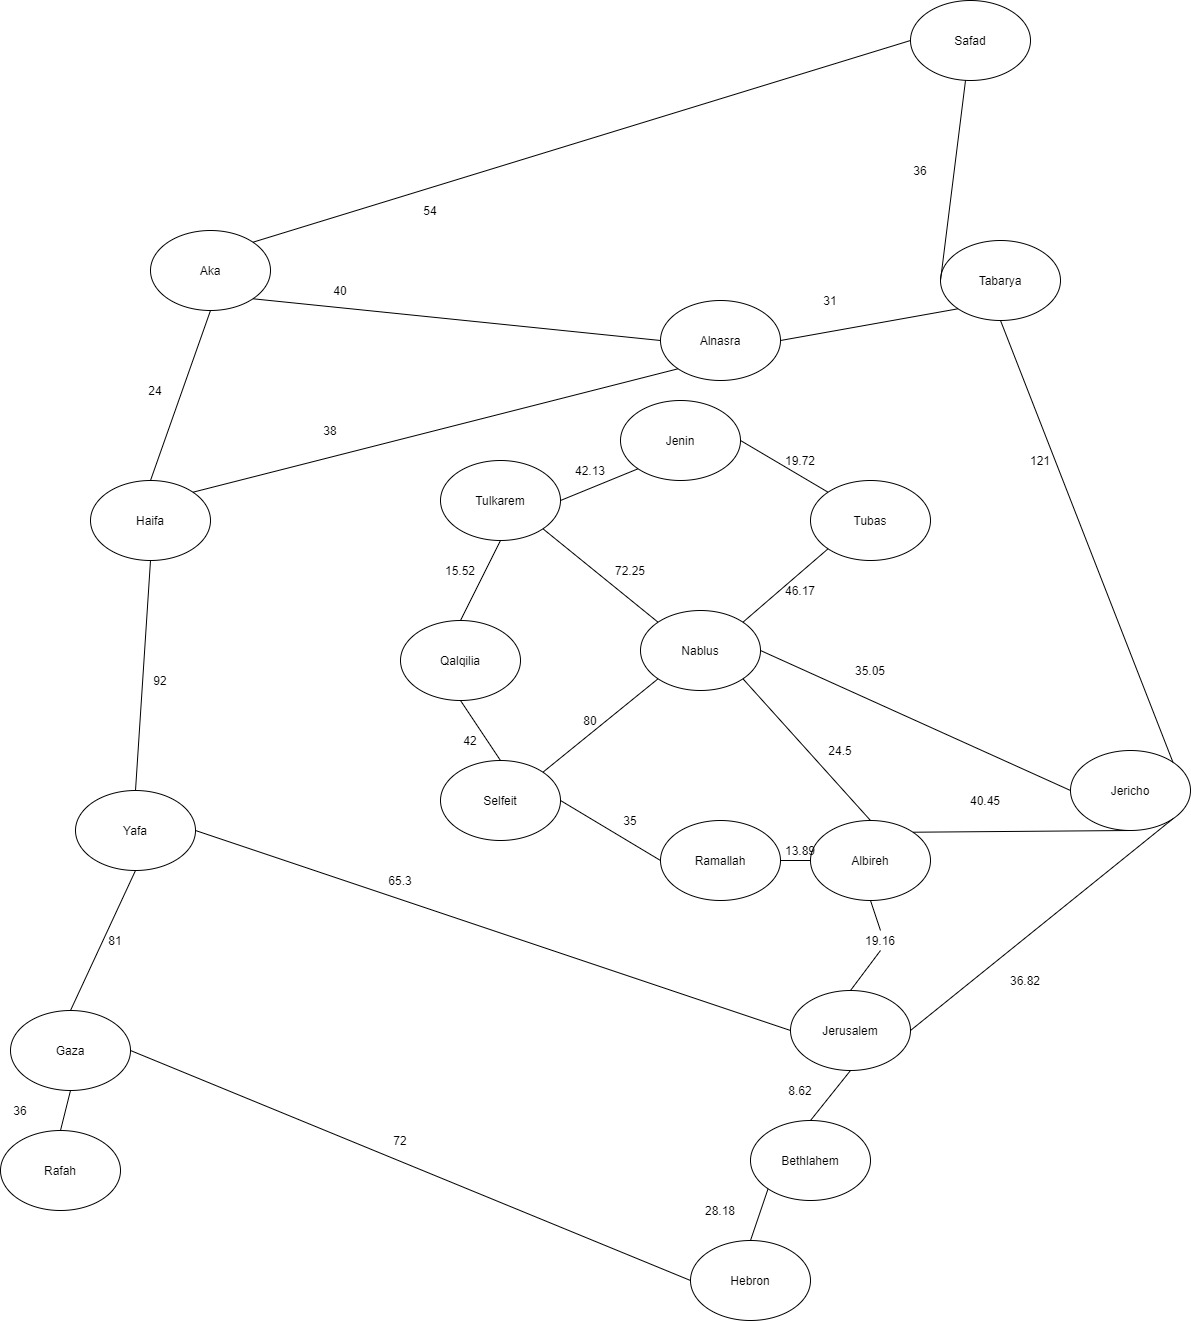 Safad
36
54
Aka
Tabarya
40
31
Alnasra
24
38
Jenin
19.72
121
42.13
Tulkarem
Haifa
Tubas
15.52
72.25
46.17
Nablus
Qalqilia
35.05
92
80
42
24.5
Jericho
Selfeit
40.45
35
Yafa
13.89
Ramallah
Albireh
65.3
81
19.16
36.82
Jerusalem
Gaza
8.62
36
72
Bethlahem
Rafah
28.18
Hebron